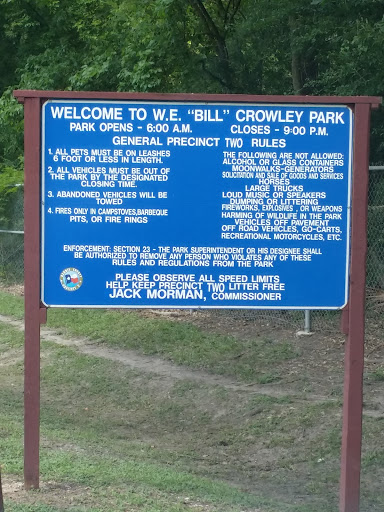 WELCOME TO W.E. "BILL" CROWLEY PARK
PARK OPENS - 6:00 A.M. CLOSES - 9:00 P.M.
GENERAL PRECINCT TWO RULES
1. ALL PETS MUST BE ON LEASHES
6 FOOT OR LESS IN LENGTH.
2. ALL VEHICLES MUST BE OUT OF
THE PARK BY THE DESIGNATED
CLOSING TIME.
3. ABANDONED VEHICLES WILL BE
TOWED
4. FIRES ONLY IN CAMPSTOVES,BARBEQUE
PITS, OR FIRE RINGS
THE FOLLOWING ARE NOT ALLOWED:
ALCOHOL OR GLASS CONTAINERS
MOONWALKS-GENERATORS
SOLICITATION AND SALE OF GOODS AND SERVICES
HORSES
LARGE TRUCKS
LOUD MUSIC OR SPEAKERS
DUMPING OR LITTERING
FIREWORKS, EXPLOSIVES , OR WEAPONS
HARMING OF WILDLIFE IN THE PARK
VEHICLES OFF PAVEMENT
OFF ROAD VEHICLES, GO-CARTS,
RECREATIONAL MOTORCYCLES, ETC.
ENFORCEMENT: SECTION 23 - THE PARK SUPERINTENDENT OR HIS DESIGNEE SHALL
BE AUTHORIZED TO REMOVE ANY PERSON WHO VIOLATES ANY OF THESE
RULES AND REGULATIONS FROM THE PARK
PLEASE OBSERVE ALL SPEED LIMITS
HELP KEEP PRECINCT TWO LITTER FREE
JACK MORMAN, COMMISSIONER